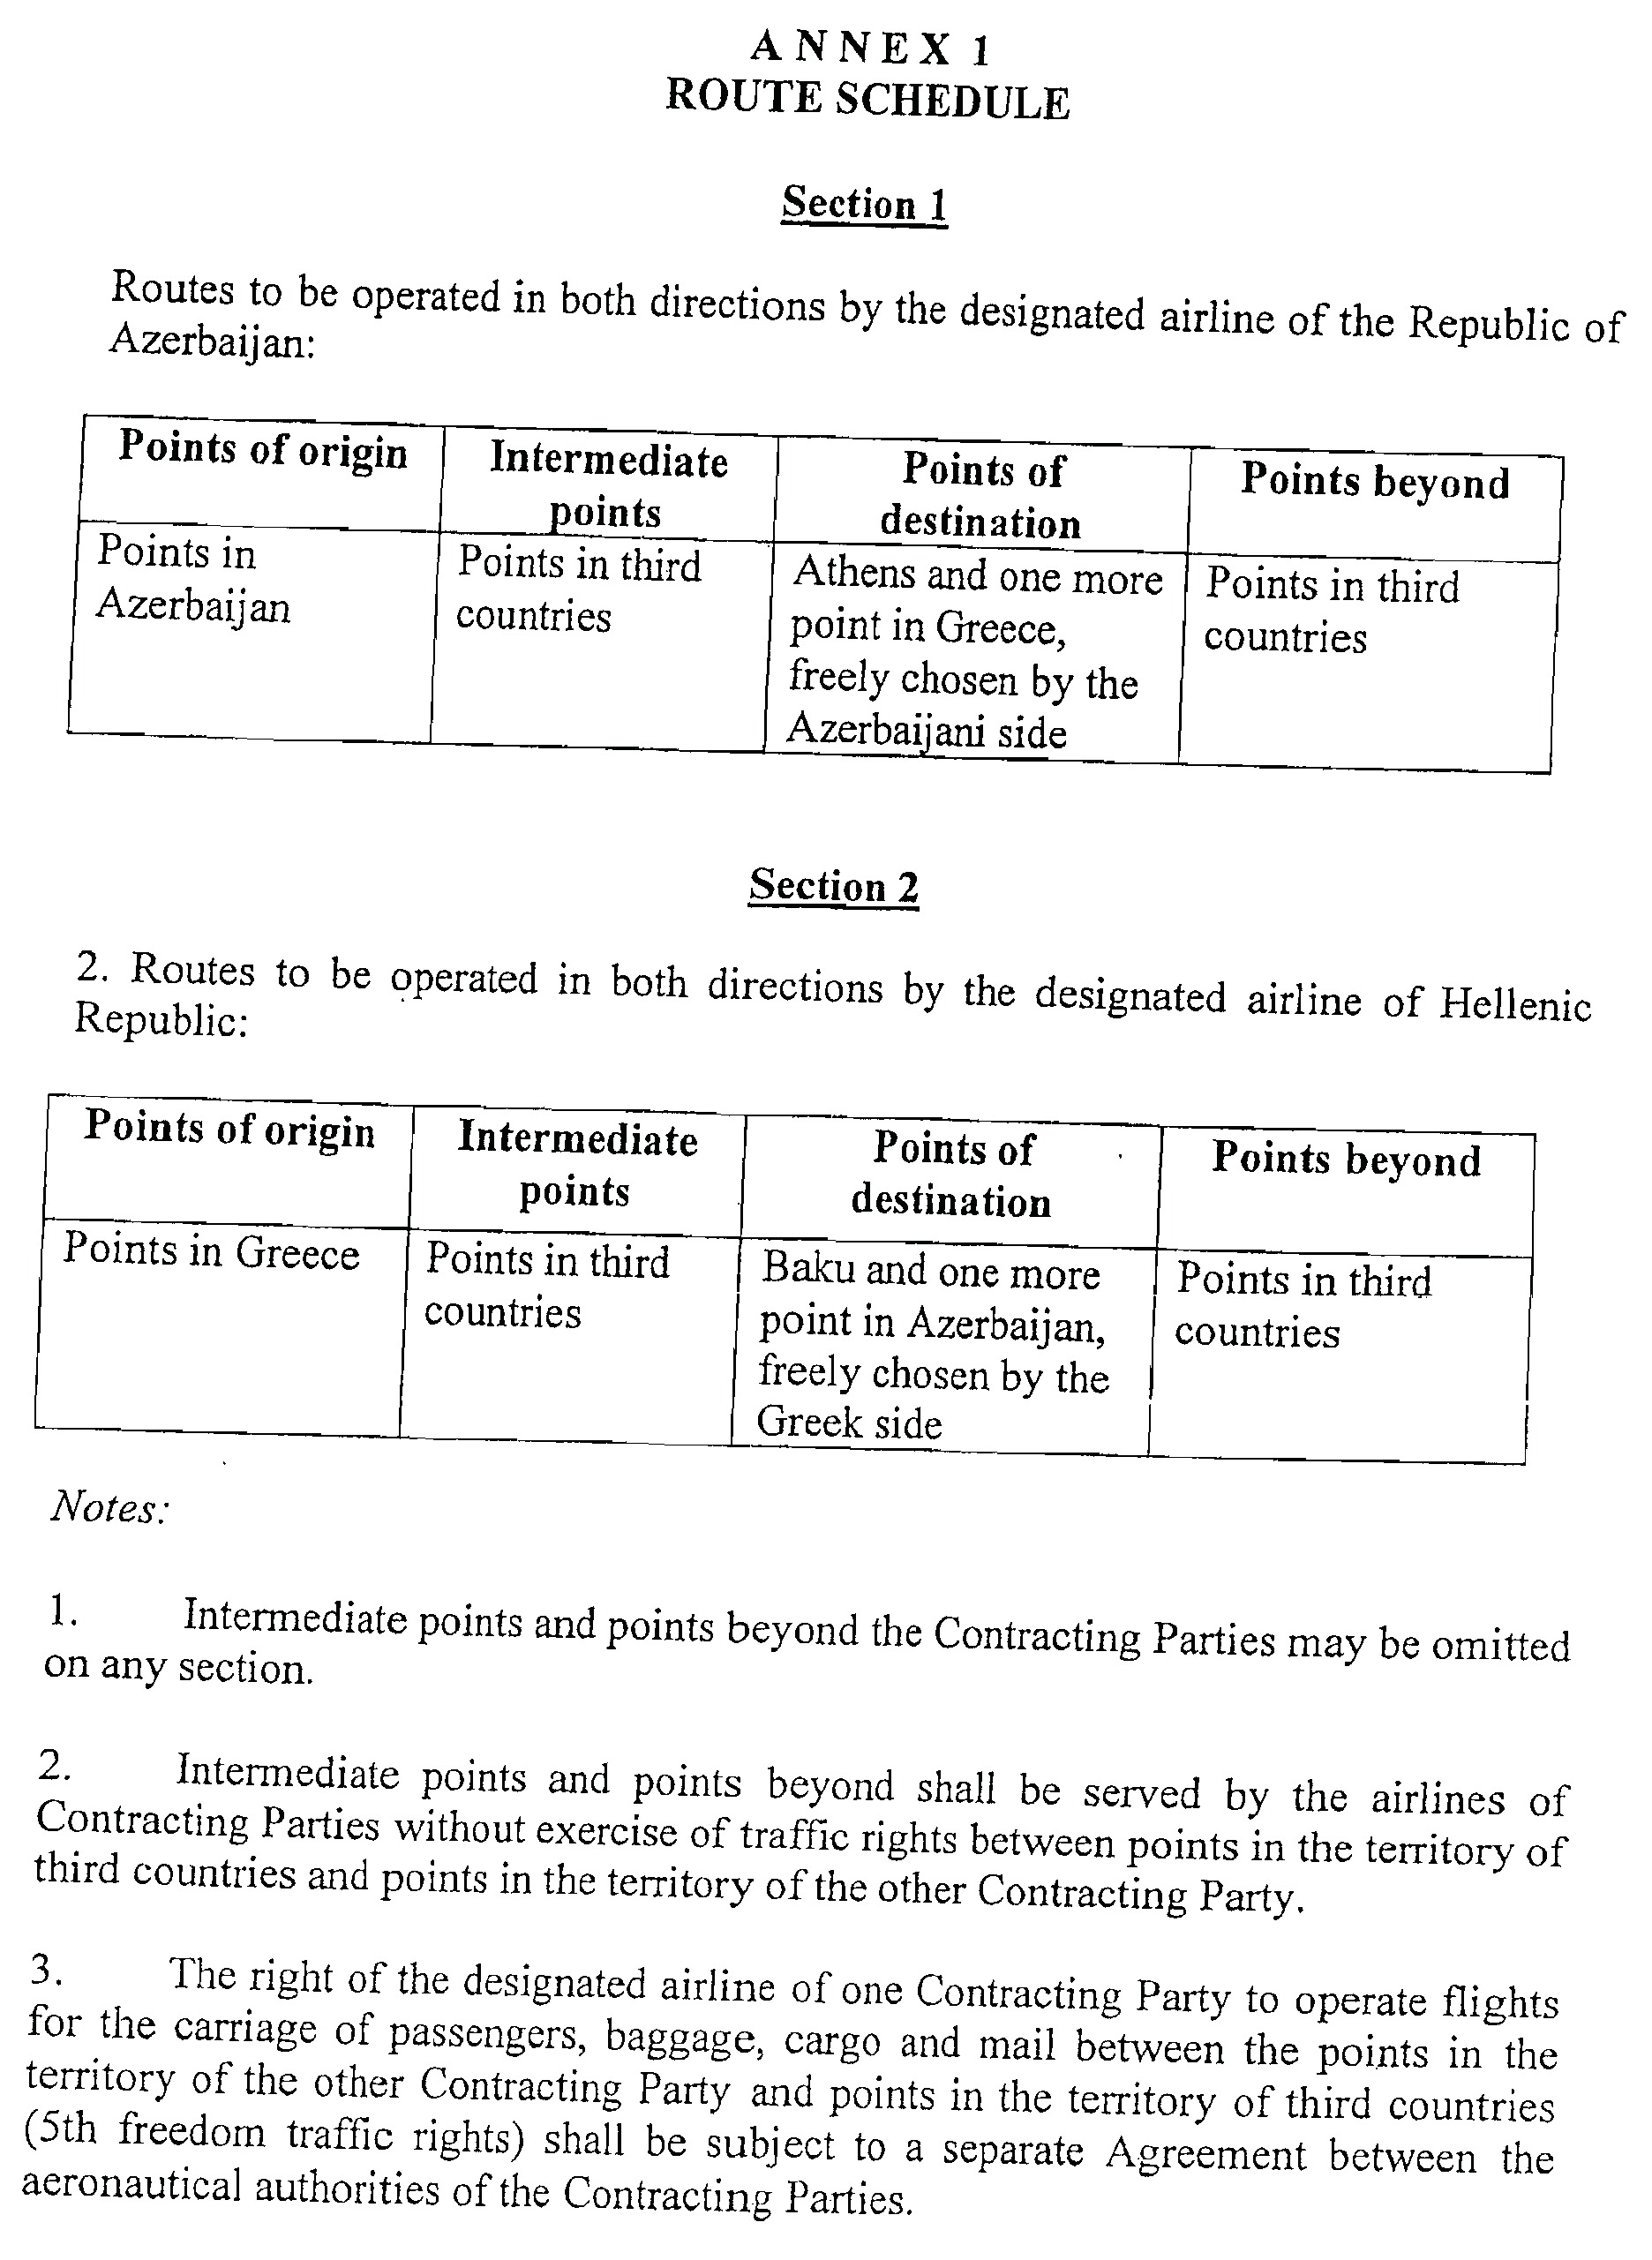 ANNEX 1
ROUTE SCHEDULE
Section 1
Routes to be operated in both directions by the designated airline of the Republic of
Azerbaijan:
Points of origin
Intermediate
points
Points of
destination
Points beyond
Points in
Azerbaijan
Points in third
countries
Athens and one more
point in Greece,
freely chosen by the
Azerbaijani side
Points in third
countries
Section 2
2. Routes to be operated in both directions by the designated airline of Hellenic
Republic:
Points of origin
Intermediate
points
Points of
destination
Points beyond
Points in Greece
Points in third
countries
Baku and one more
point in Azerbaijan,
freely chosen by the
Greek side
Points in third
countries
Notes:
1. Intermediate points and points beyond the Contracting Parties may be omitted
on any section.
2. Intermediate points and points beyond shall be served by the airlines of
Contracting Parties without exercise of traffic rights between points in the territory of
third countries and points in the territory of the other Contracting Party.
3. The right of the designated airline of one Contracting Party to operate flights
for the carriage of passengers, baggage, cargo and mail between the points in the
territory of the other Contracting Party and points in the territory of third countries
(5th freedom traffic rights) shall be subject to a separate Agreement between the
aeronautical authorities of the Contracting Parties.